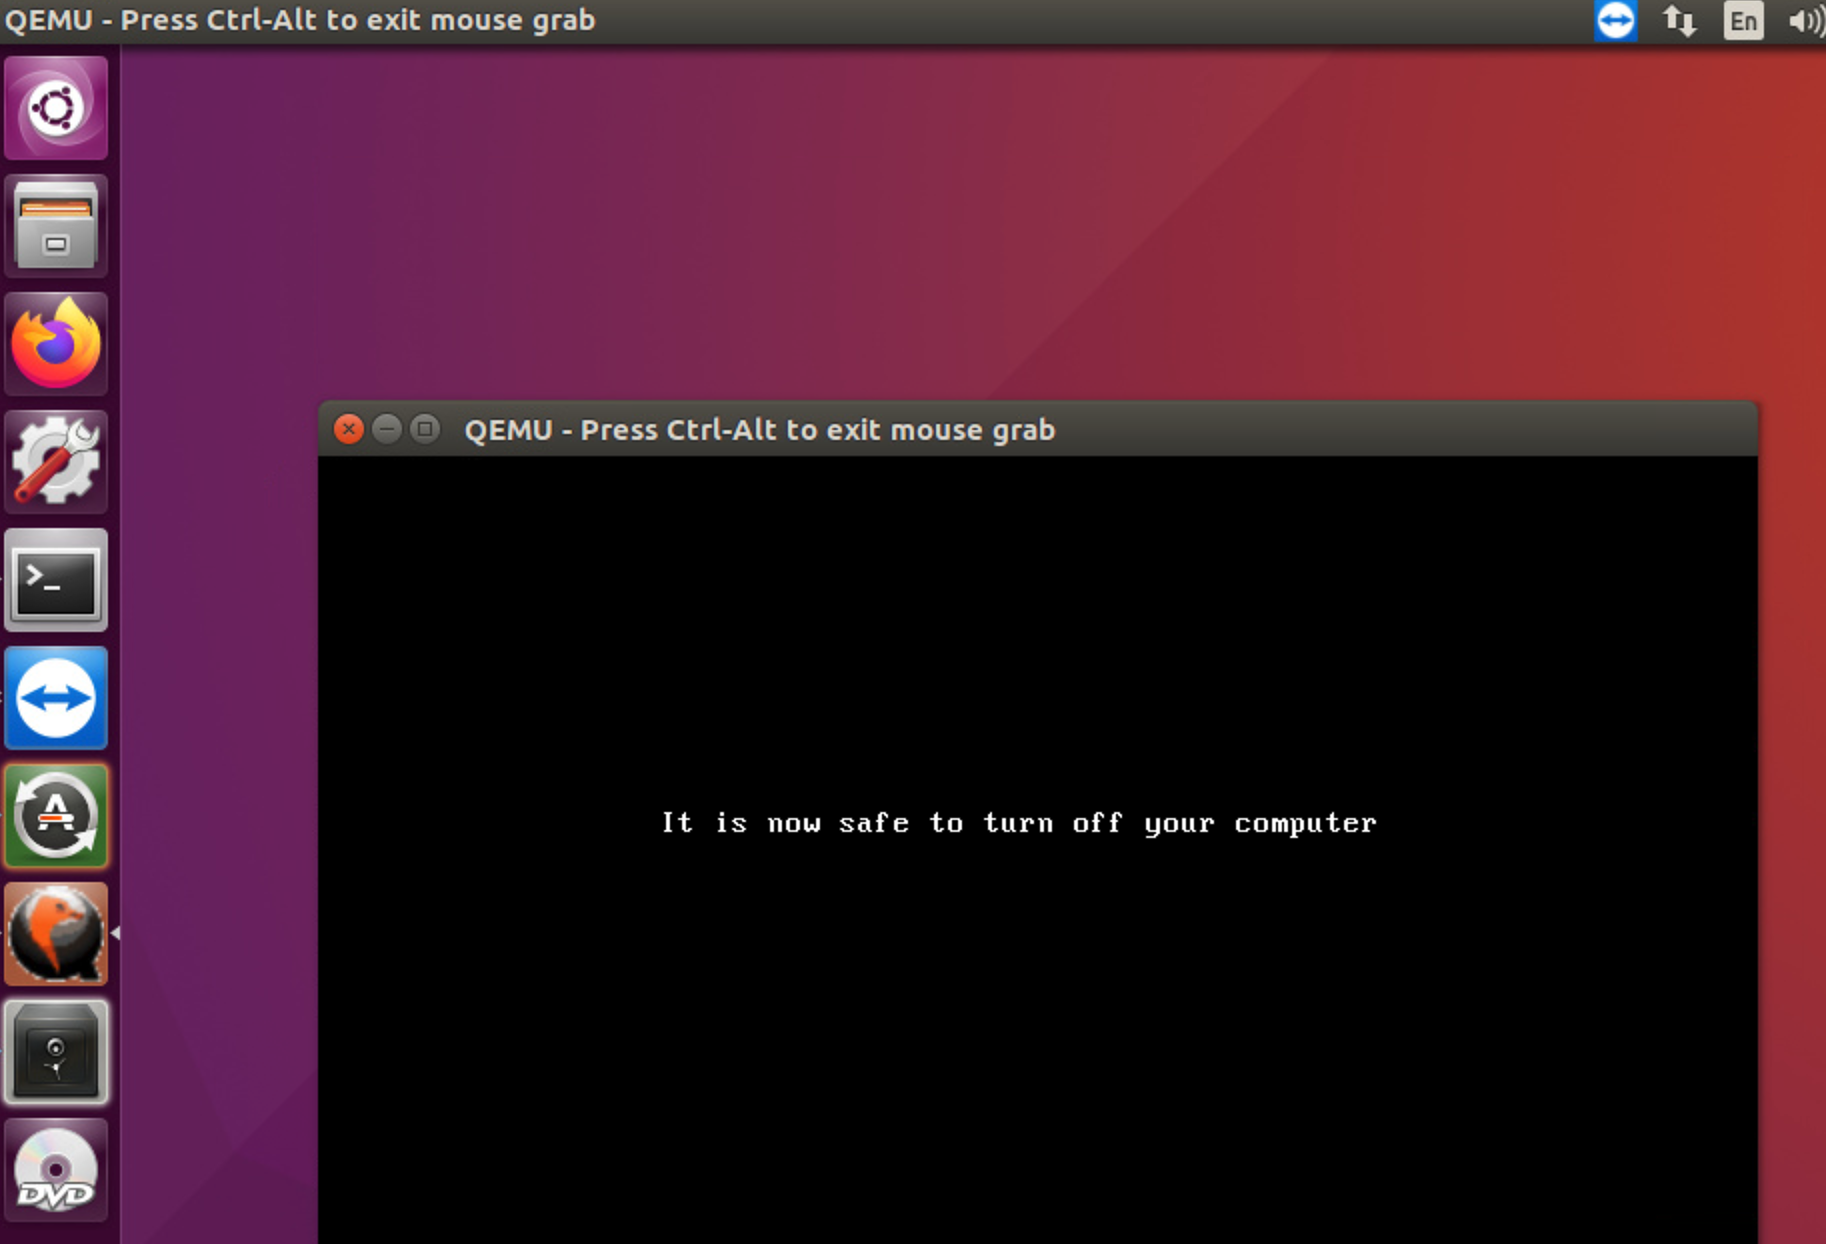 QEMU - Press Ctrl-Alt to exit mouse grab
En
QEMU - Press Ctrl-Alt to exit mouse grab
>_
A
It is now safe to turn off your computer
DVD